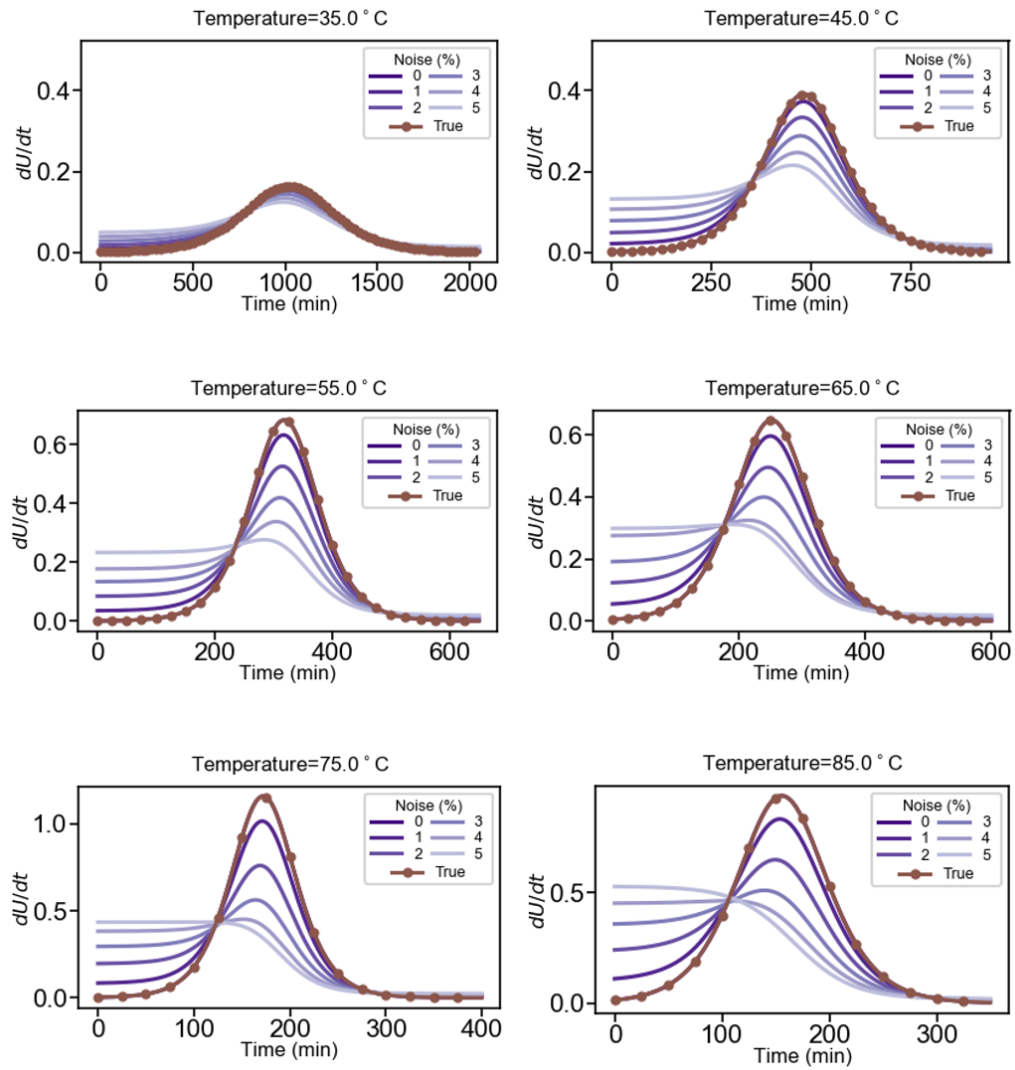 Temperature=35.0°C
Noise (%)
0 3
1 4
2 5
True
dU/dt
0.4
0.2
0.0
0 500 1000 1500 2000
Time (min)
Temperature=45.0°C
Noise (%)
0 3
1 4
2 5
True
dU/dt
0.4
0.2
0.0
0 250 500 750
Time (min)
Temperature=55.0°C
Noise (%)
0 3
1 4
2 5
True
dU/dt
0.6
0.4
0.2
0.0
0 200 400 600
Time (min)
Temperature=65.0°C
Noise (%)
0 3
1 4
2 5
True
dU/dt
0.6
0.4
0.2
0.0
0 200 400 600
Time (min)
Temperature=75.0°C
Noise (%)
0 3
1 4
2 5
True
dU/dt
1.0
0.5
0.0
0 100 200 300 400
Time (min)
Temperature=85.0°C
Noise (%)
0 3
1 4
2 5
True
dU/dt
0.5
0.0
0 100 200 300
Time (min)